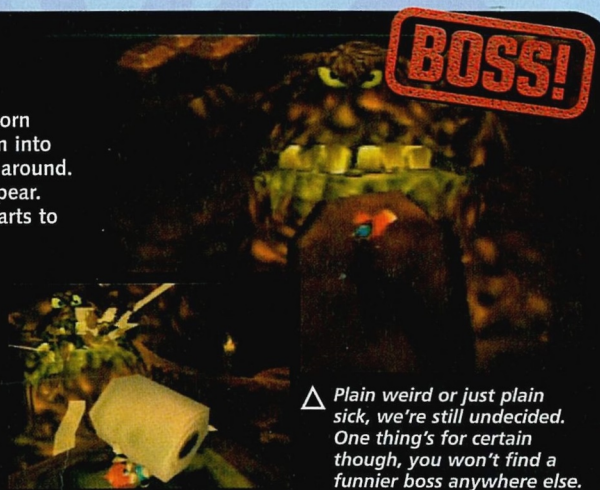 BOSS!
orn
n into
around.
pear.
arts to
Plain weird or just plain
sick, we're still undecided.
One thing's for certain
though, you won't find a
funnier boss anywhere else.